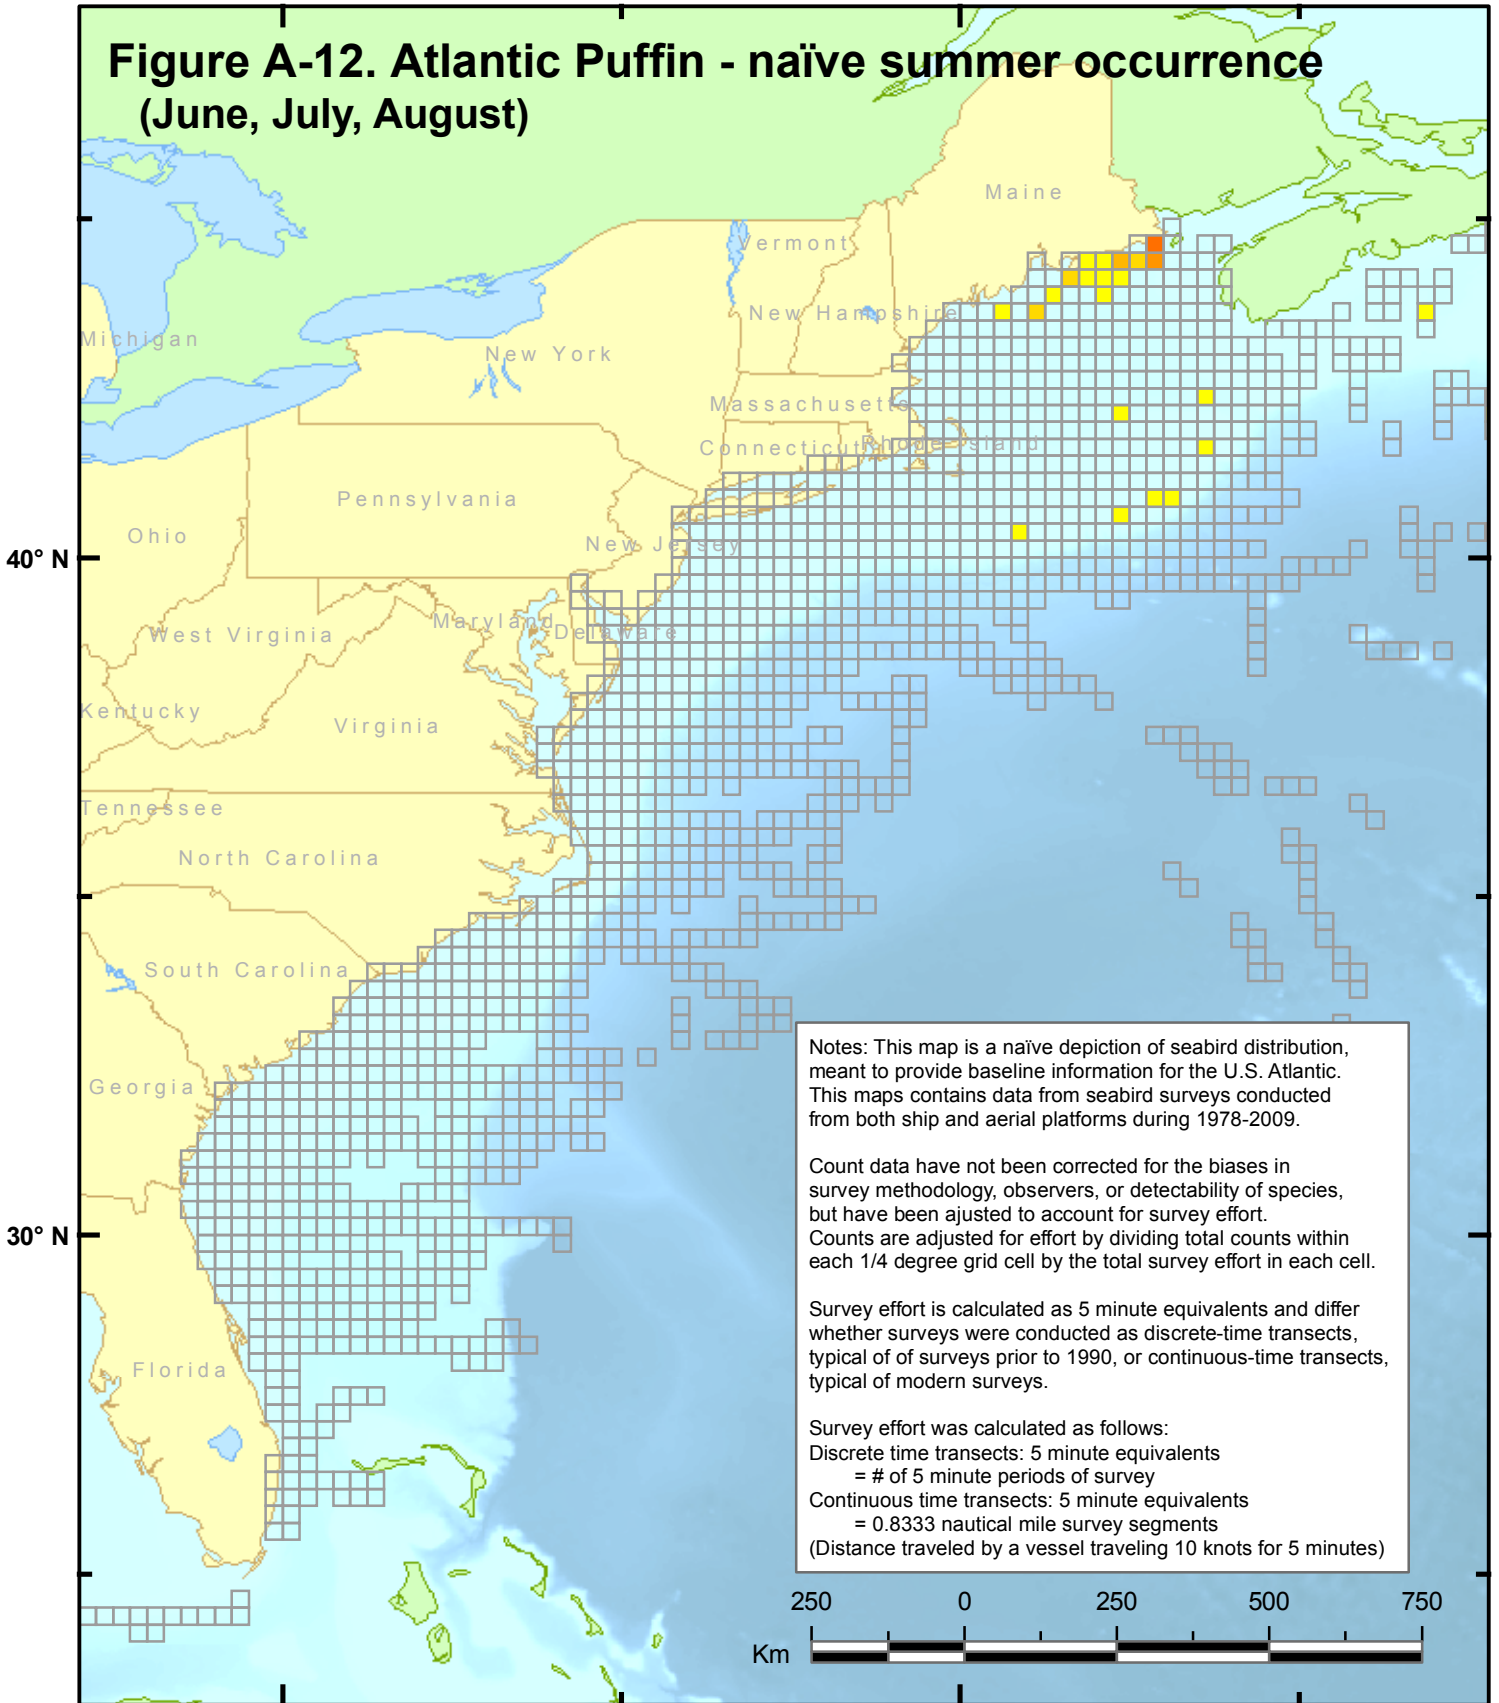 Figure A-12. Atlantic Puffin - naïve summer occurrence
(June, July, August)
Maine
Vermont
New Hampshire
Michigan
New York
Massachusetts
Connecticut
Rhode Island
Pennsylvania
Ohio
New Jersey
40° N
West Virginia
Maryland
Delaware
Kentucky
Virginia
Tennessee
North Carolina
South Carolina
Georgia
30° N
Florida
Notes: This map is a naïve depiction of seabird distribution,
meant to provide baseline information for the U.S. Atlantic.
This maps contains data from seabird surveys conducted
from both ship and aerial platforms during 1978-2009.
Count data have not been corrected for the biases in
survey methodology, observers, or detectability of species,
but have been ajusted to account for survey effort.
Counts are adjusted for effort by dividing total counts within
each 1/4 degree grid cell by the total survey effort in each cell.
Survey effort is calculated as 5 minute equivalents and differ
whether surveys were conducted as discrete-time transects,
typical of of surveys prior to 1990, or continuous-time transects,
typical of modern surveys.
Survey effort was calculated as follows:
Discrete time transects: 5 minute equivalents
= # of 5 minute periods of survey
Continuous time transects: 5 minute equivalents
= 0.8333 nautical mile survey segments
(Distance traveled by a vessel traveling 10 knots for 5 minutes)
250 0 250 500 750
Km